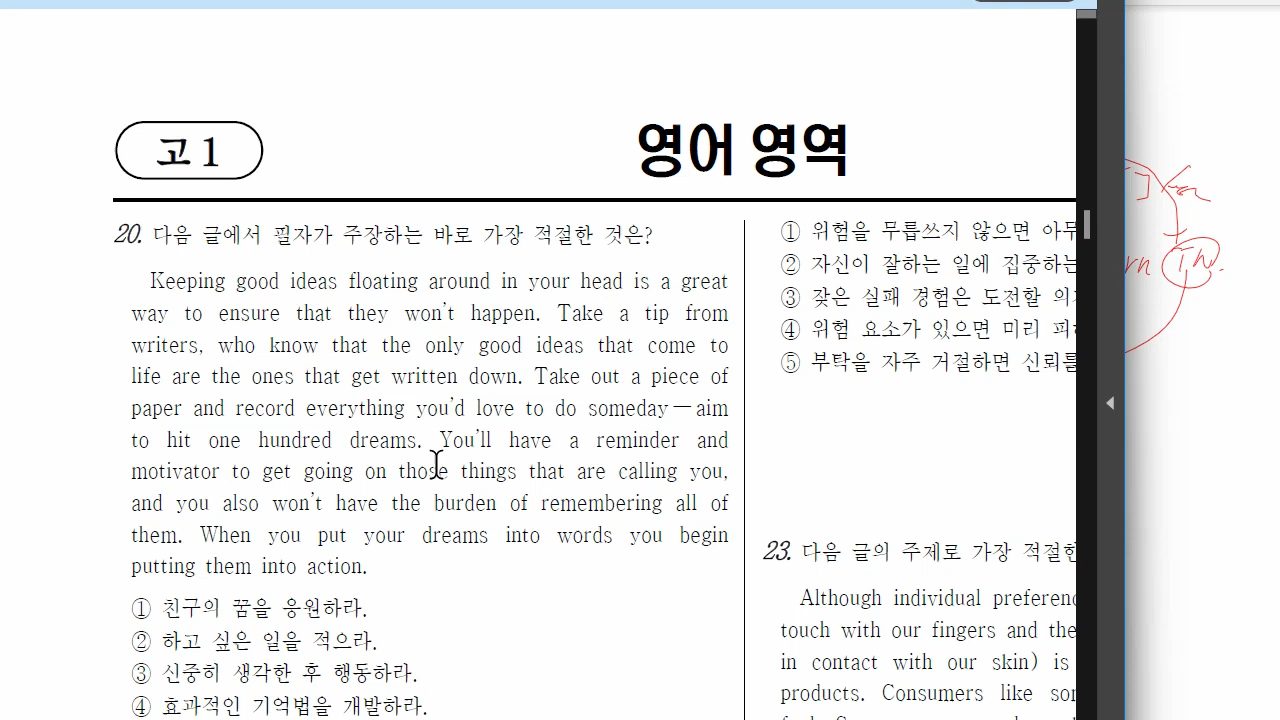 고1
영어 영역
20. 다음 글에서 필자가 주장하는 바로 가장 적절한 것은?
Keeping good ideas floating around in your head is a great
way to ensure that they won't happen. Take a tip from
writers, who know that the only good ideas that come to
life are the ones that get written down. Take out a piece of
paper and record everything you'd love to do someday—aim
to hit one hundred dreams. You'll have a reminder and
motivator to get going on those things that are calling you,
and you also won't have the burden of remembering all of
them. When you put your dreams into words you begin
putting them into action.
① 친구의 꿈을 응원하라.
② 하고 싶은 일을 적으라.
③ 신중히 생각한 후 행동하라.
④ 효과적인 기억법을 개발하라.
① 위험을 무릅쓰지 않으면 아무
② 자신이 잘하는 일에 집중하는
③ 잦은 실패 경험은 도전할 의
④ 위험 요소가 있으면 미리 피
⑤ 부탁을 자주 거절하면 신뢰를
23. 다음 글의 주제로 가장 적절한
Although individual preferenc
touch with our fingers and the
in contact with our skin) is
products. Consumers like so